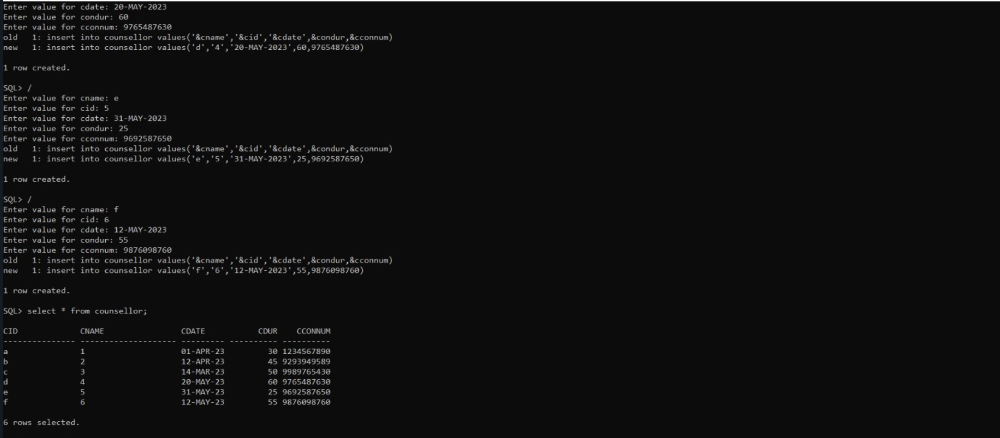 Enter value for cdate: 20-MAY-2023
Enter value for condur: 60
Enter value for cconnum: 9765487630
old   1: insert into counsellor values('&cname','&cid','&cdate',&condur,&cconnum)
new   1: insert into counsellor values('d','4','20-MAY-2023',60,9765487630)
1 row created.
SQL> /
Enter value for cname: e
Enter value for cid: 5
Enter value for cdate: 31-MAY-2023
Enter value for condur: 25
Enter value for cconnum: 9692587650
old   1: insert into counsellor values('&cname','&cid','&cdate',&condur,&cconnum)
new   1: insert into counsellor values('e','5','31-MAY-2023',25,9692587650)
1 row created.
SQL> /
Enter value for cname: f
Enter value for cid: 6
Enter value for cdate: 12-MAY-2023
Enter value for condur: 55
Enter value for cconnum: 9876098760
old   1: insert into counsellor values('&cname','&cid','&cdate',&condur,&cconnum)
new   1: insert into counsellor values('f','6','12-MAY-2023',55,9876098760)
1 row created.
SQL> select * from counsellor;
CID             CNAME                CDATE           CDUR    CCONNUM
--------------- -------------------- --------- ---------- ----------
a               1                    01-APR-23         30 1234567890
b               2                    12-APR-23         45 9293949589
c               3                    14-MAR-23         50 9989765430
d               4                    20-MAY-23         60 9765487630
e               5                    31-MAY-23         25 9692587650
f               6                    12-MAY-23         55 9876098760
6 rows selected.